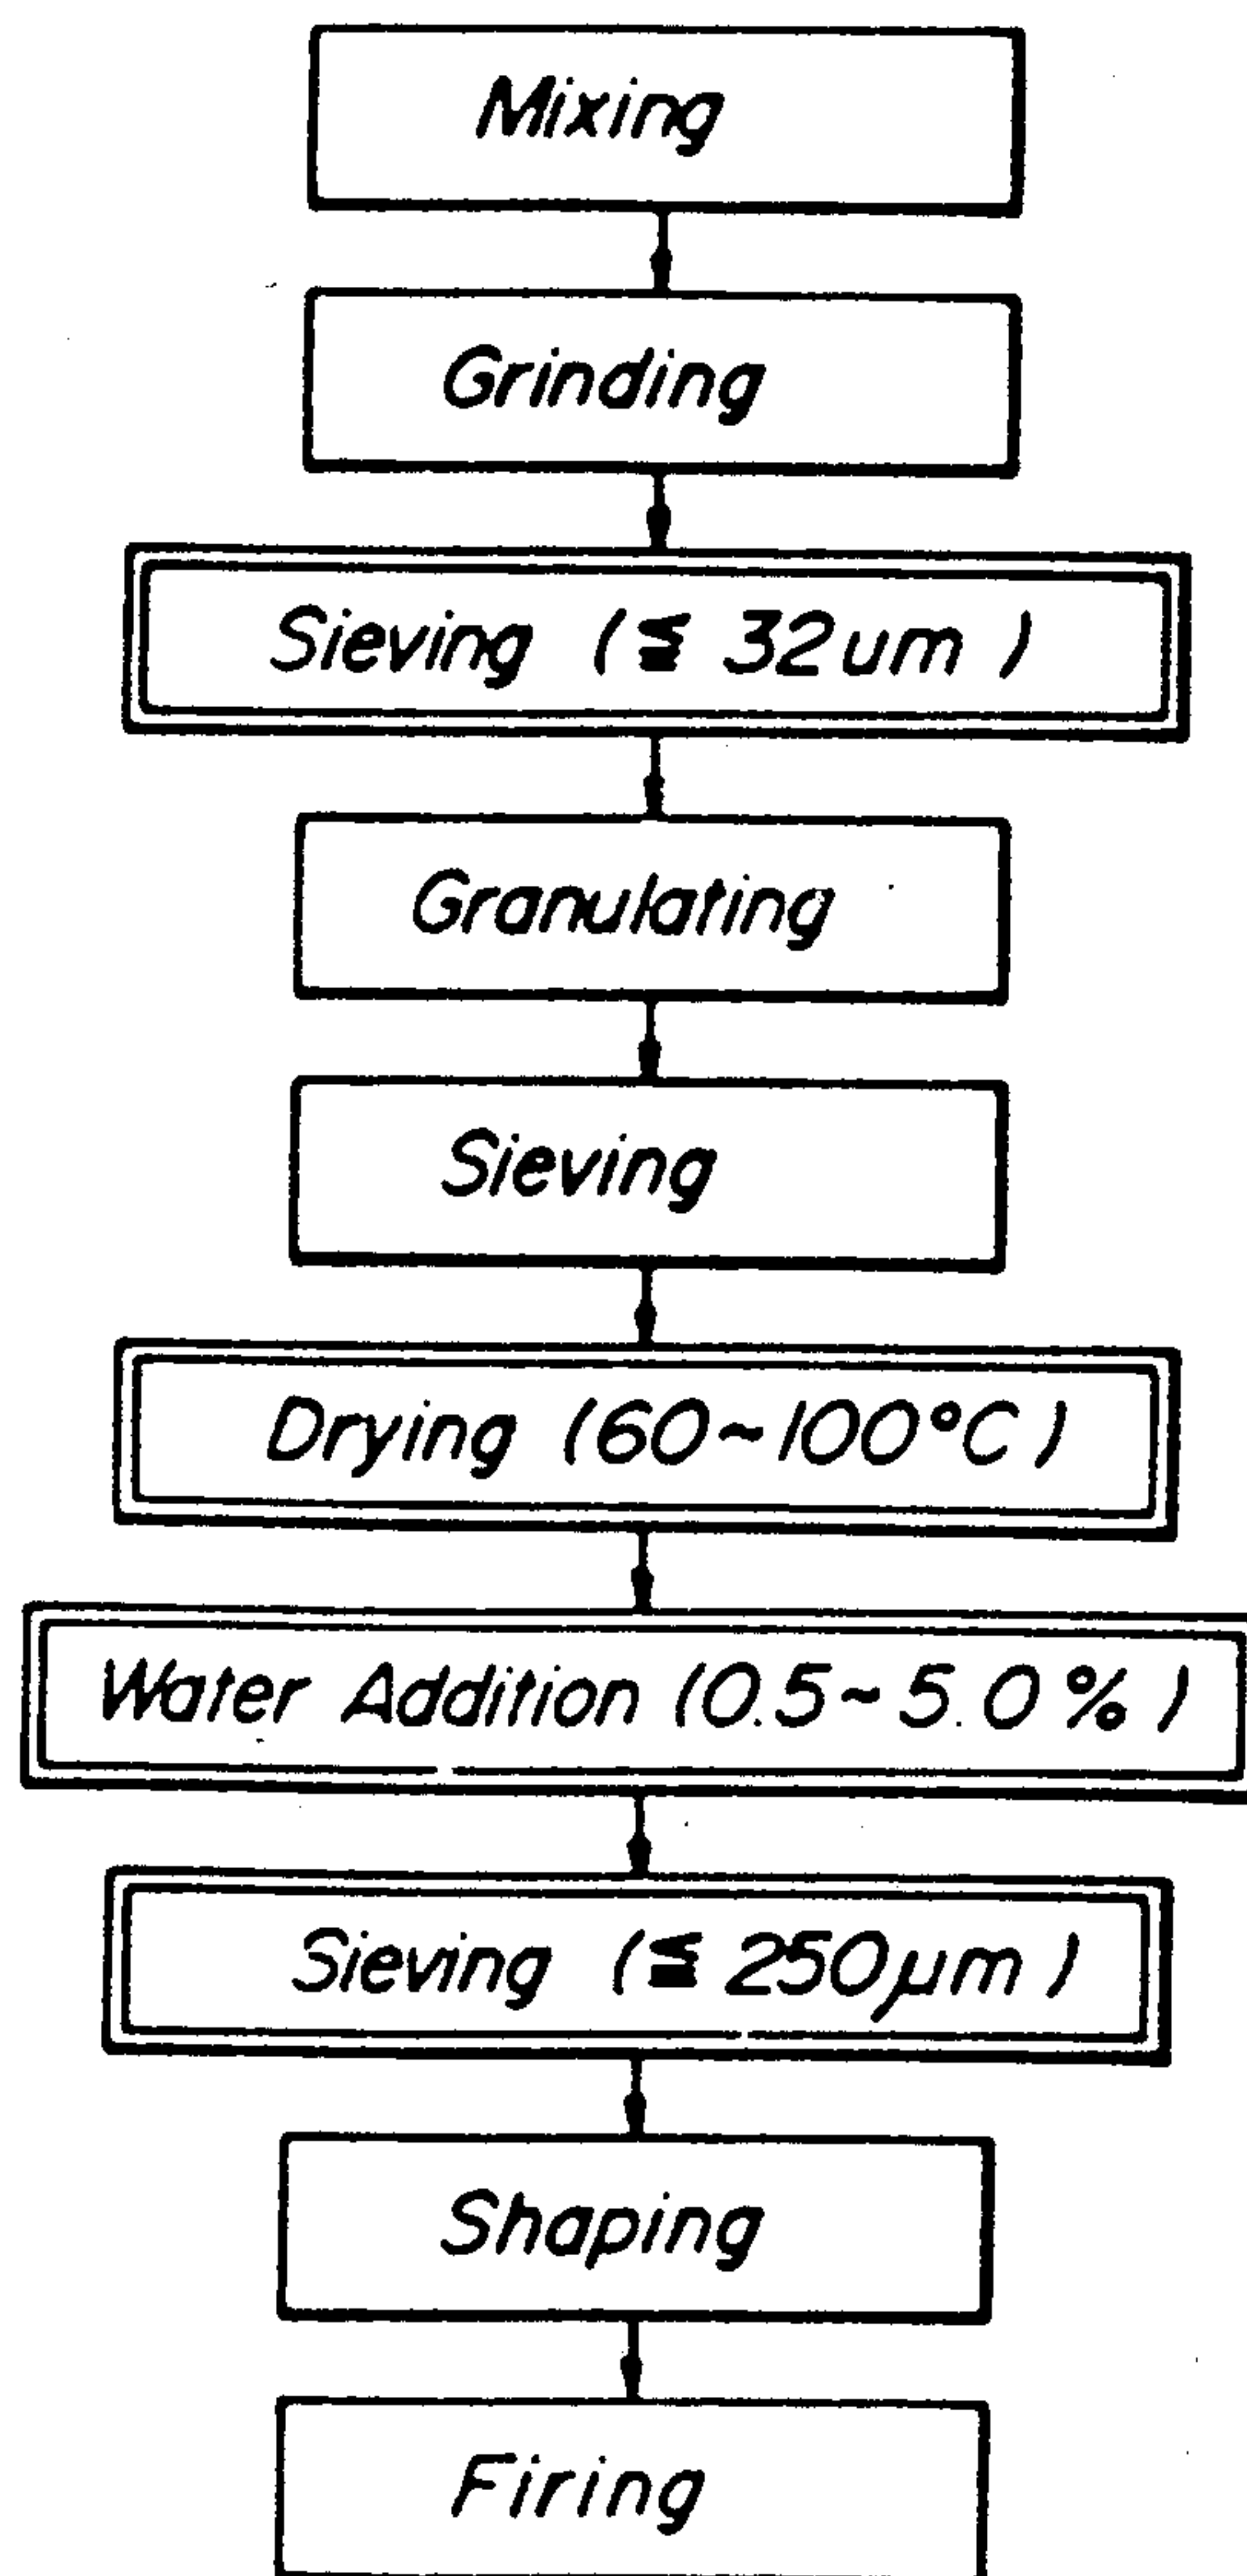 Mixing
Grinding
Sieving (≦ 32um)
Granulating
Sieving
Drying (60~100°C)
Water Addition (0.5~5.0%)
Sieving (≦ 250μm)
Shaping
Firing